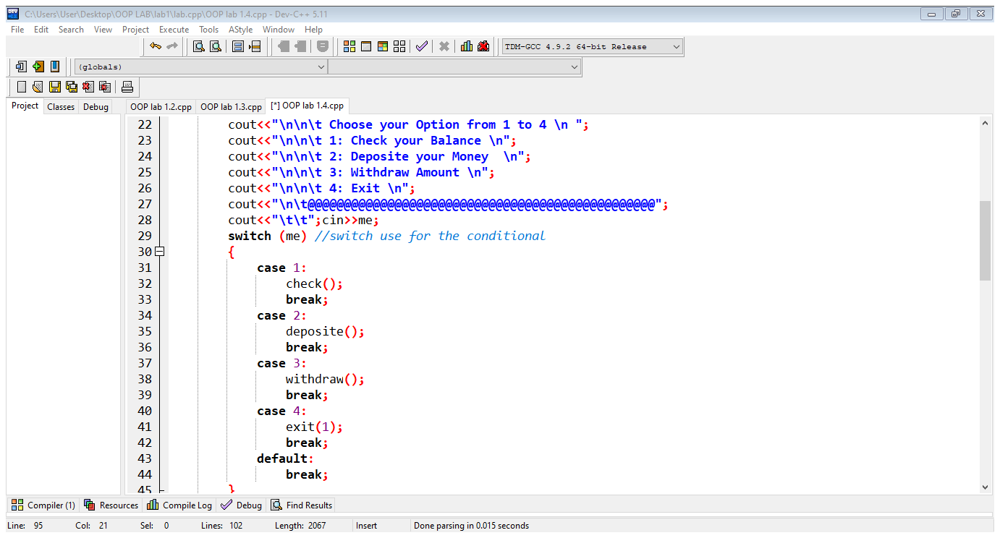 C:\Users\User\Desktop\OOP LAB\lab1\lab.cpp\OOP lab 1.4.cpp - Dev-C++ 5.11
File Edit Search View Project Execute Tools AStyle Window Help
TDM-GCC 4.9.2 64-bit Release
(globals)
Project Classes Debug OOP lab 1.2.cpp OOP lab 1.3.cpp [*] OOP lab 1.4.cpp
22 cout<<"\n\n\t Choose your Option from 1 to 4 \n ";
23 cout<<"\n\n\t 1: Check your Balance \n";
24 cout<<"\n\n\t 2: Deposite your Money  \n";
25 cout<<"\n\n\t 3: Withdraw Amount \n";
26 cout<<"\n\n\t 4: Exit \n";
27 cout<<"\n\t@@@@@@@@@@@@@@@@@@@@@@@@@@@@@@@@@@@@@@@@@@@@@@@@";
28 cout<<"\t\t";cin>>me;
29 switch (me) //switch use for the conditional
30 {
31 case 1:
32 check();
33 break;
34 case 2:
35 deposite();
36 break;
37 case 3:
38 withdraw();
39 break;
40 case 4:
41 exit(1);
42 break;
43 default:
44 break;
45 }
Compiler (1) Resources Compile Log Debug Find Results
Line: 95 Col: 21 Sel: 0 Lines: 102 Length: 2067 Insert Done parsing in 0.015 seconds